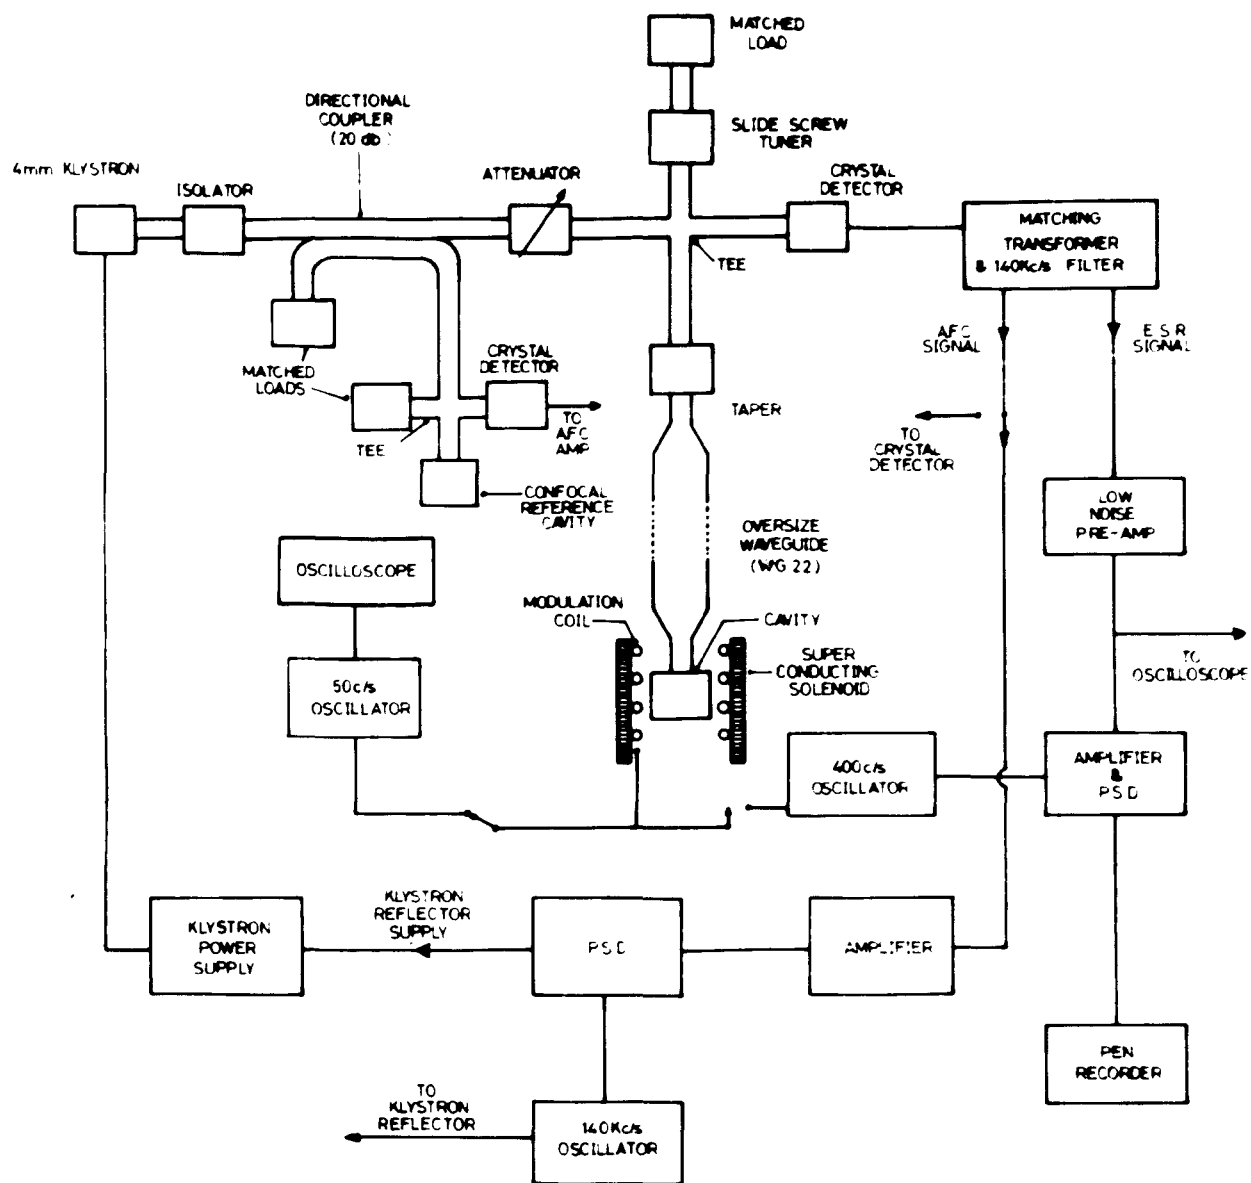 MATCHED
LOAD
DIRECTIONAL
COUPLER
(20 db)
SLIDE SCREW
TUNER
4mm KLYSTRON
ISOLATOR
ATTENUATOR
CRYSTAL
DETECTOR
MATCHING
TRANSFORMER
& 140Kc/s FILTER
TEE
A.F.C
SIGNAL
E.S.R
SIGNAL
MATCHED
LOADS
CRYSTAL
DETECTOR
TO
A.F.C
AMP
TEE
TAPER
TO
CRYSTAL
DETECTOR
CONFOCAL
REFERENCE
CAVITY
LOW
NOISE
PRE-AMP
OVERSIZE
WAVEGUIDE
(WG 22)
OSCILLOSCOPE
MODULATION
COIL
CAVITY
SUPER
CONDUCTING
SOLENOID
TO
OSCILLOSCOPE
50c/s
OSCILLATOR
400c/s
OSCILLATOR
AMPLIFIER
&
P.S.D
KLYSTRON
POWER
SUPPLY
KLYSTRON
REFLECTOR
SUPPLY
P.S.D
AMPLIFIER
PEN
RECORDER
TO
KLYSTRON
REFLECTOR
140Kc/s
OSCILLATOR